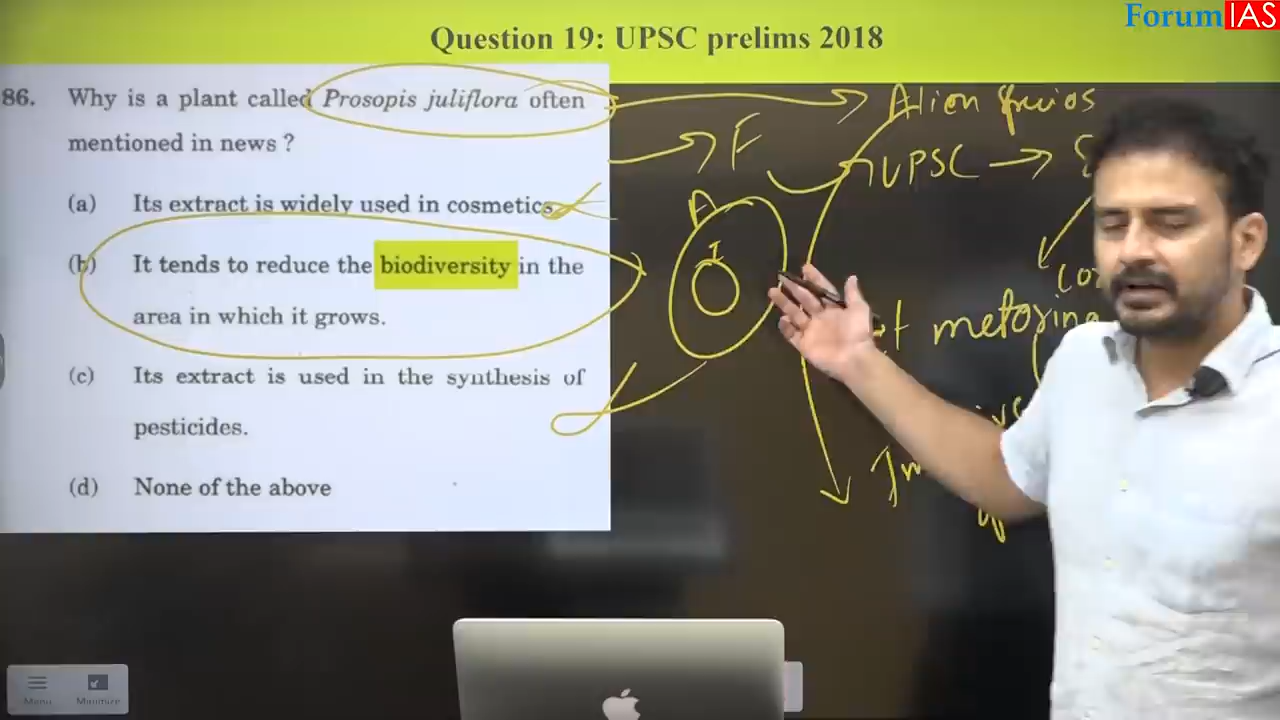 ForumIAS
Question 19: UPSC prelims 2018
86. Why is a plant called Prosopis juliflora often
mentioned in news ?
(a) Its extract is widely used in cosmetics
(b) It tends to reduce the biodiversity in the
area in which it grows.
(c) Its extract is used in the synthesis of
pesticides.
(d) None of the above
Alien
F
UPSC →
A
I
Menu
Minimize